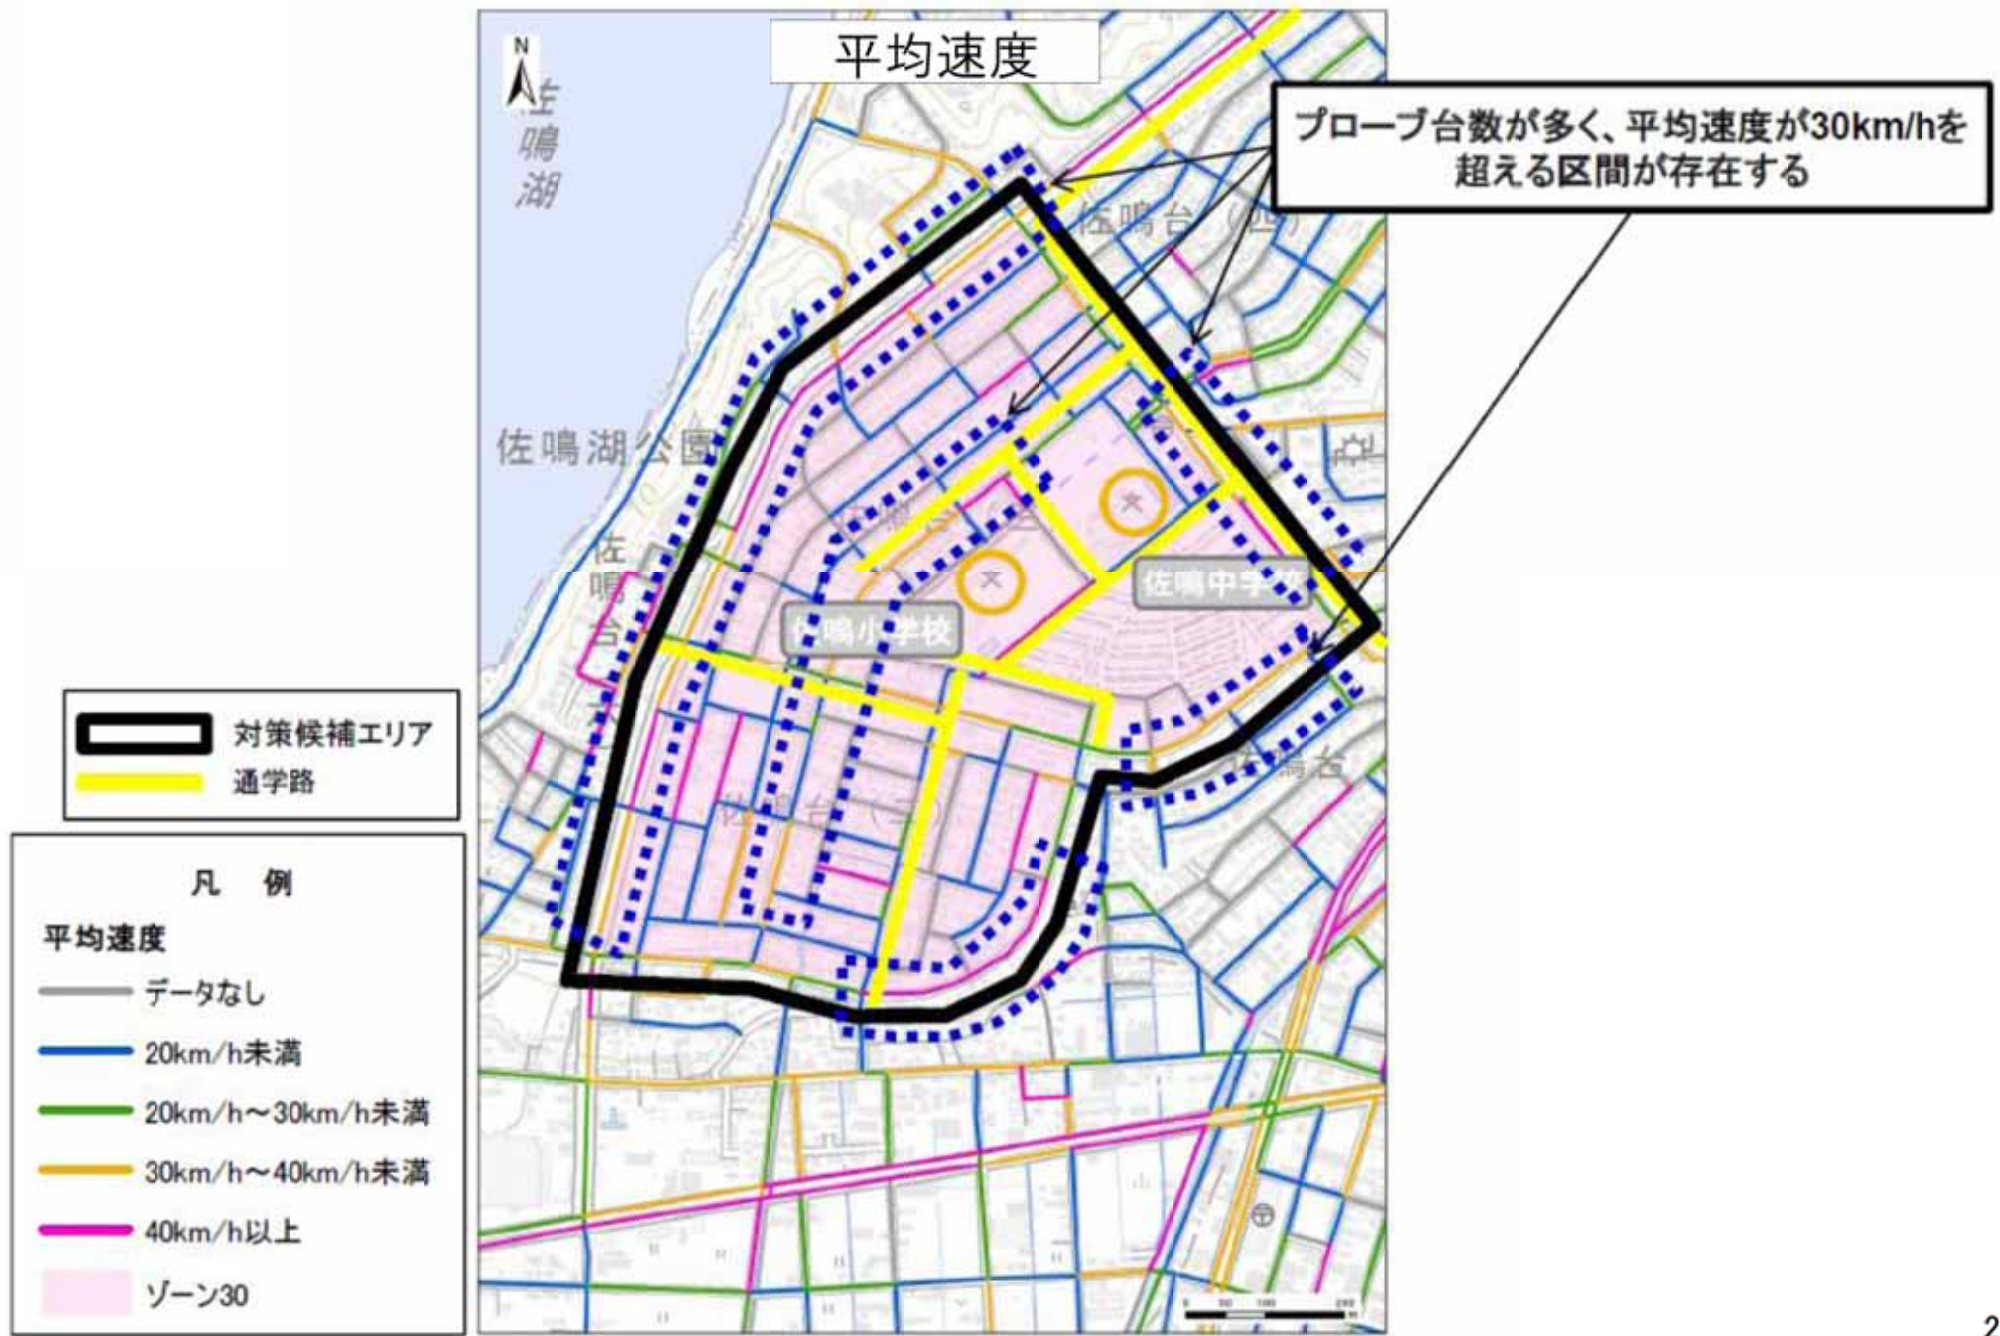 平均速度
N
プローブ台数が多く、平均速度が30km/hを
超える区間が存在する
佐鳴湖
佐鳴台（四）
佐鳴湖公園
佐鳴台
佐鳴中学校
佐鳴小学校
佐鳴台（三）
佐鳴台
対策候補エリア
通学路
凡 例
平均速度
データなし
20km/h未満
20km/h～30km/h未満
30km/h～40km/h未満
40km/h以上
ゾーン30
2